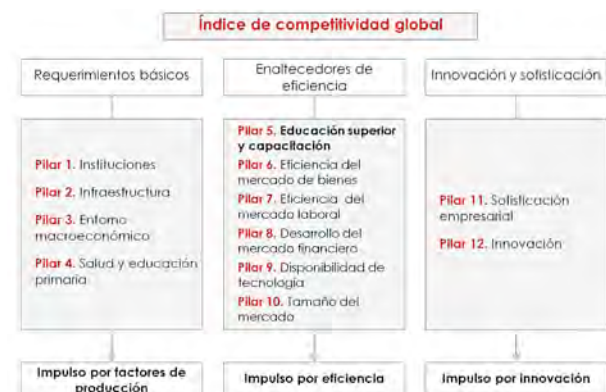 Índice de competitividad global
Requerimientos básicos
Enaltecedores de
eficiencia
Innovación y sofisticación
Pilar 1. Instituciones
Pilar 2. Infraestructura
Pilar 3. Entorno
macroeconómico
Pilar 4. Salud y educación
primaria
Pilar 5. Educación superior
y capacitación
Pilar 6. Eficiencia del
mercado de bienes
Pilar 7. Eficiencia del
mercado laboral
Pilar 8. Desarrollo del
mercado financiero
Pilar 9. Disponibilidad de
tecnología
Pilar 10. Tamaño del
mercado
Pilar 11. Sofisticación
empresarial
Pilar 12. Innovación
Impulso por factores de
producción
Impulso por eficiencia
Impulso por innovación